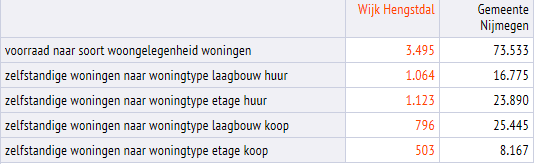 Wijk Hengstdal Gemeente
Nijmegen
voorraad naar soort woongelegenheid woningen 3.495 73.533
zelfstandige woningen naar woningtype laagbouw huur 1.064 16.775
zelfstandige woningen naar woningtype etage huur 1.123 23.890
zelfstandige woningen naar woningtype laagbouw koop 796 25.445
zelfstandige woningen naar woningtype etage koop 503 8.167